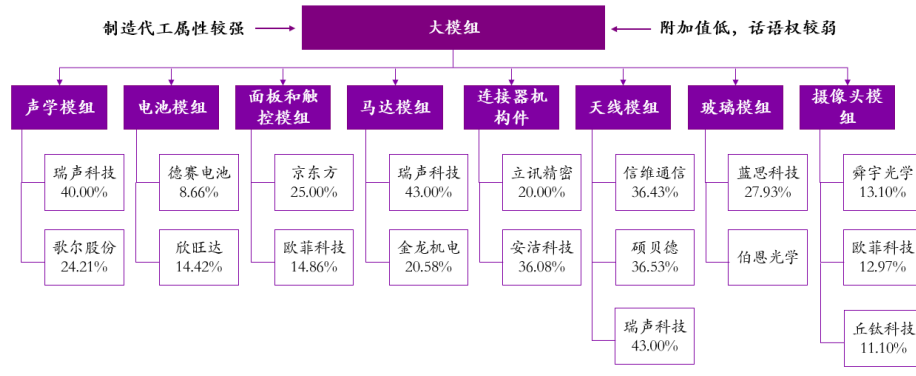 制造代工属性较强
大模组
附加值低，话语权较弱
声学模组
电池模组
面板和触
控模组
马达模组
连接器机
构件
天线模组
玻璃模组
摄像头模
组
瑞声科技
40.00%
德赛电池
8.66%
京东方
25.00%
瑞声科技
43.00%
立讯精密
20.00%
信维通信
36.43%
蓝思科技
27.93%
舜宇光学
13.10%
歌尔股份
24.21%
欣旺达
14.42%
欧菲科技
14.86%
金龙机电
20.58%
安洁科技
36.08%
硕贝德
36.53%
伯恩光学
欧菲科技
12.97%
瑞声科技
43.00%
丘钛科技
11.10%